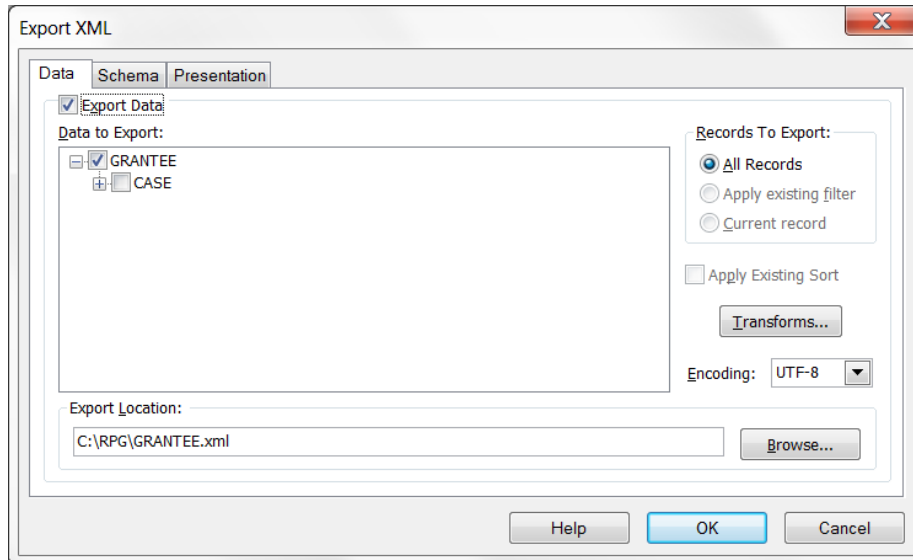 Export XML
Data Schema Presentation
Export Data
Data to Export:
GRANTEE
CASE
Records To Export:
All Records
Apply existing filter
Current record
Apply Existing Sort
Transforms...
Encoding: UTF-8
Export Location:
C:\RPG\GRANTEE.xml
Browse...
Help OK Cancel